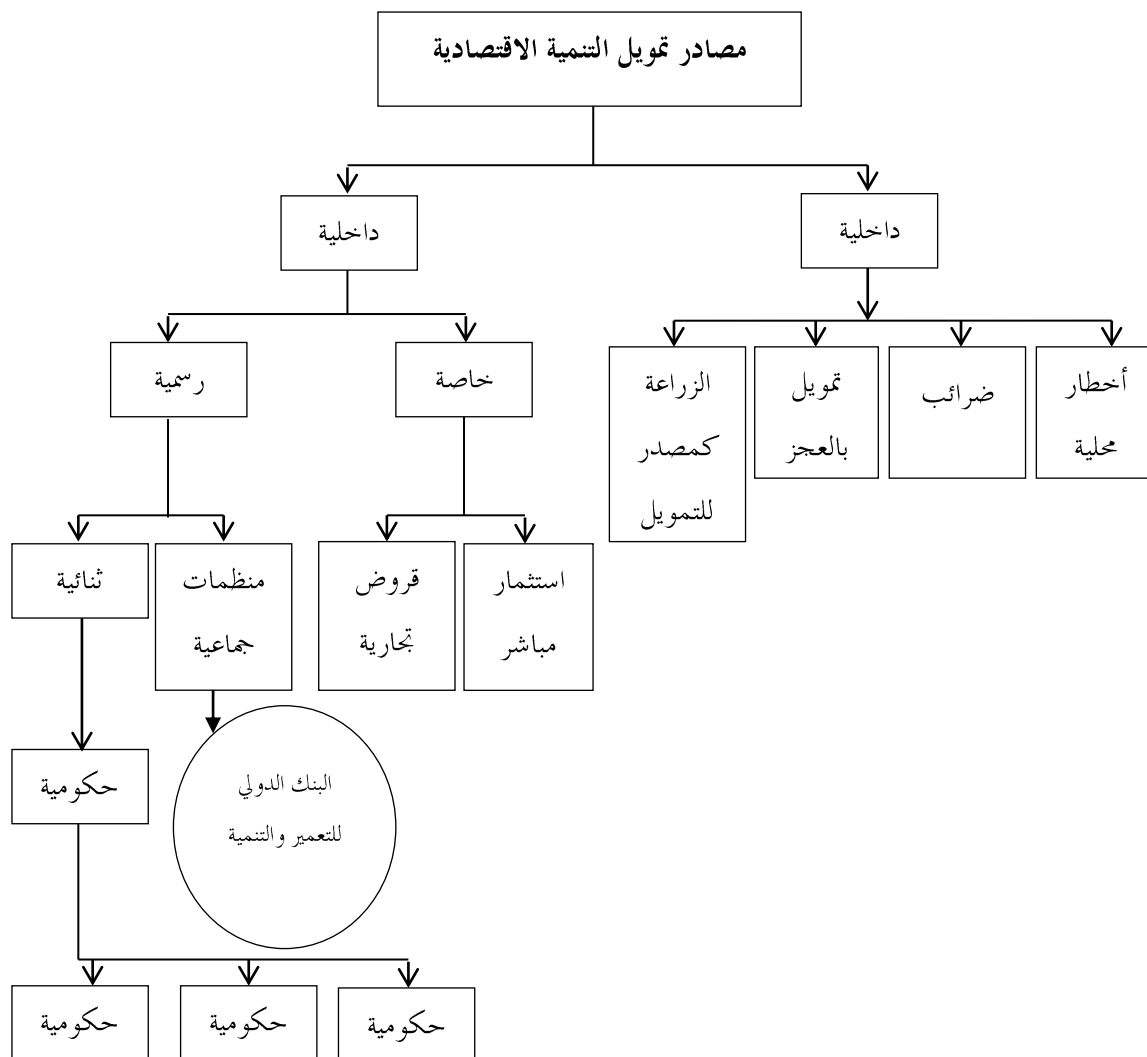 مصادر تمويل التنمية الاقتصادية
داخلية
داخلية
أخطار
محلية
ضرائب
تمويل
بالعجز
الزراعة
كمصدر
للتمويل
خاصة
رسمية
استثمار
مباشر
قروض
تجارية
منظمات
جماعية
ثنائية
البنك الدولي
للتعمير والتنمية
حكومية
حكومية
حكومية
حكومية